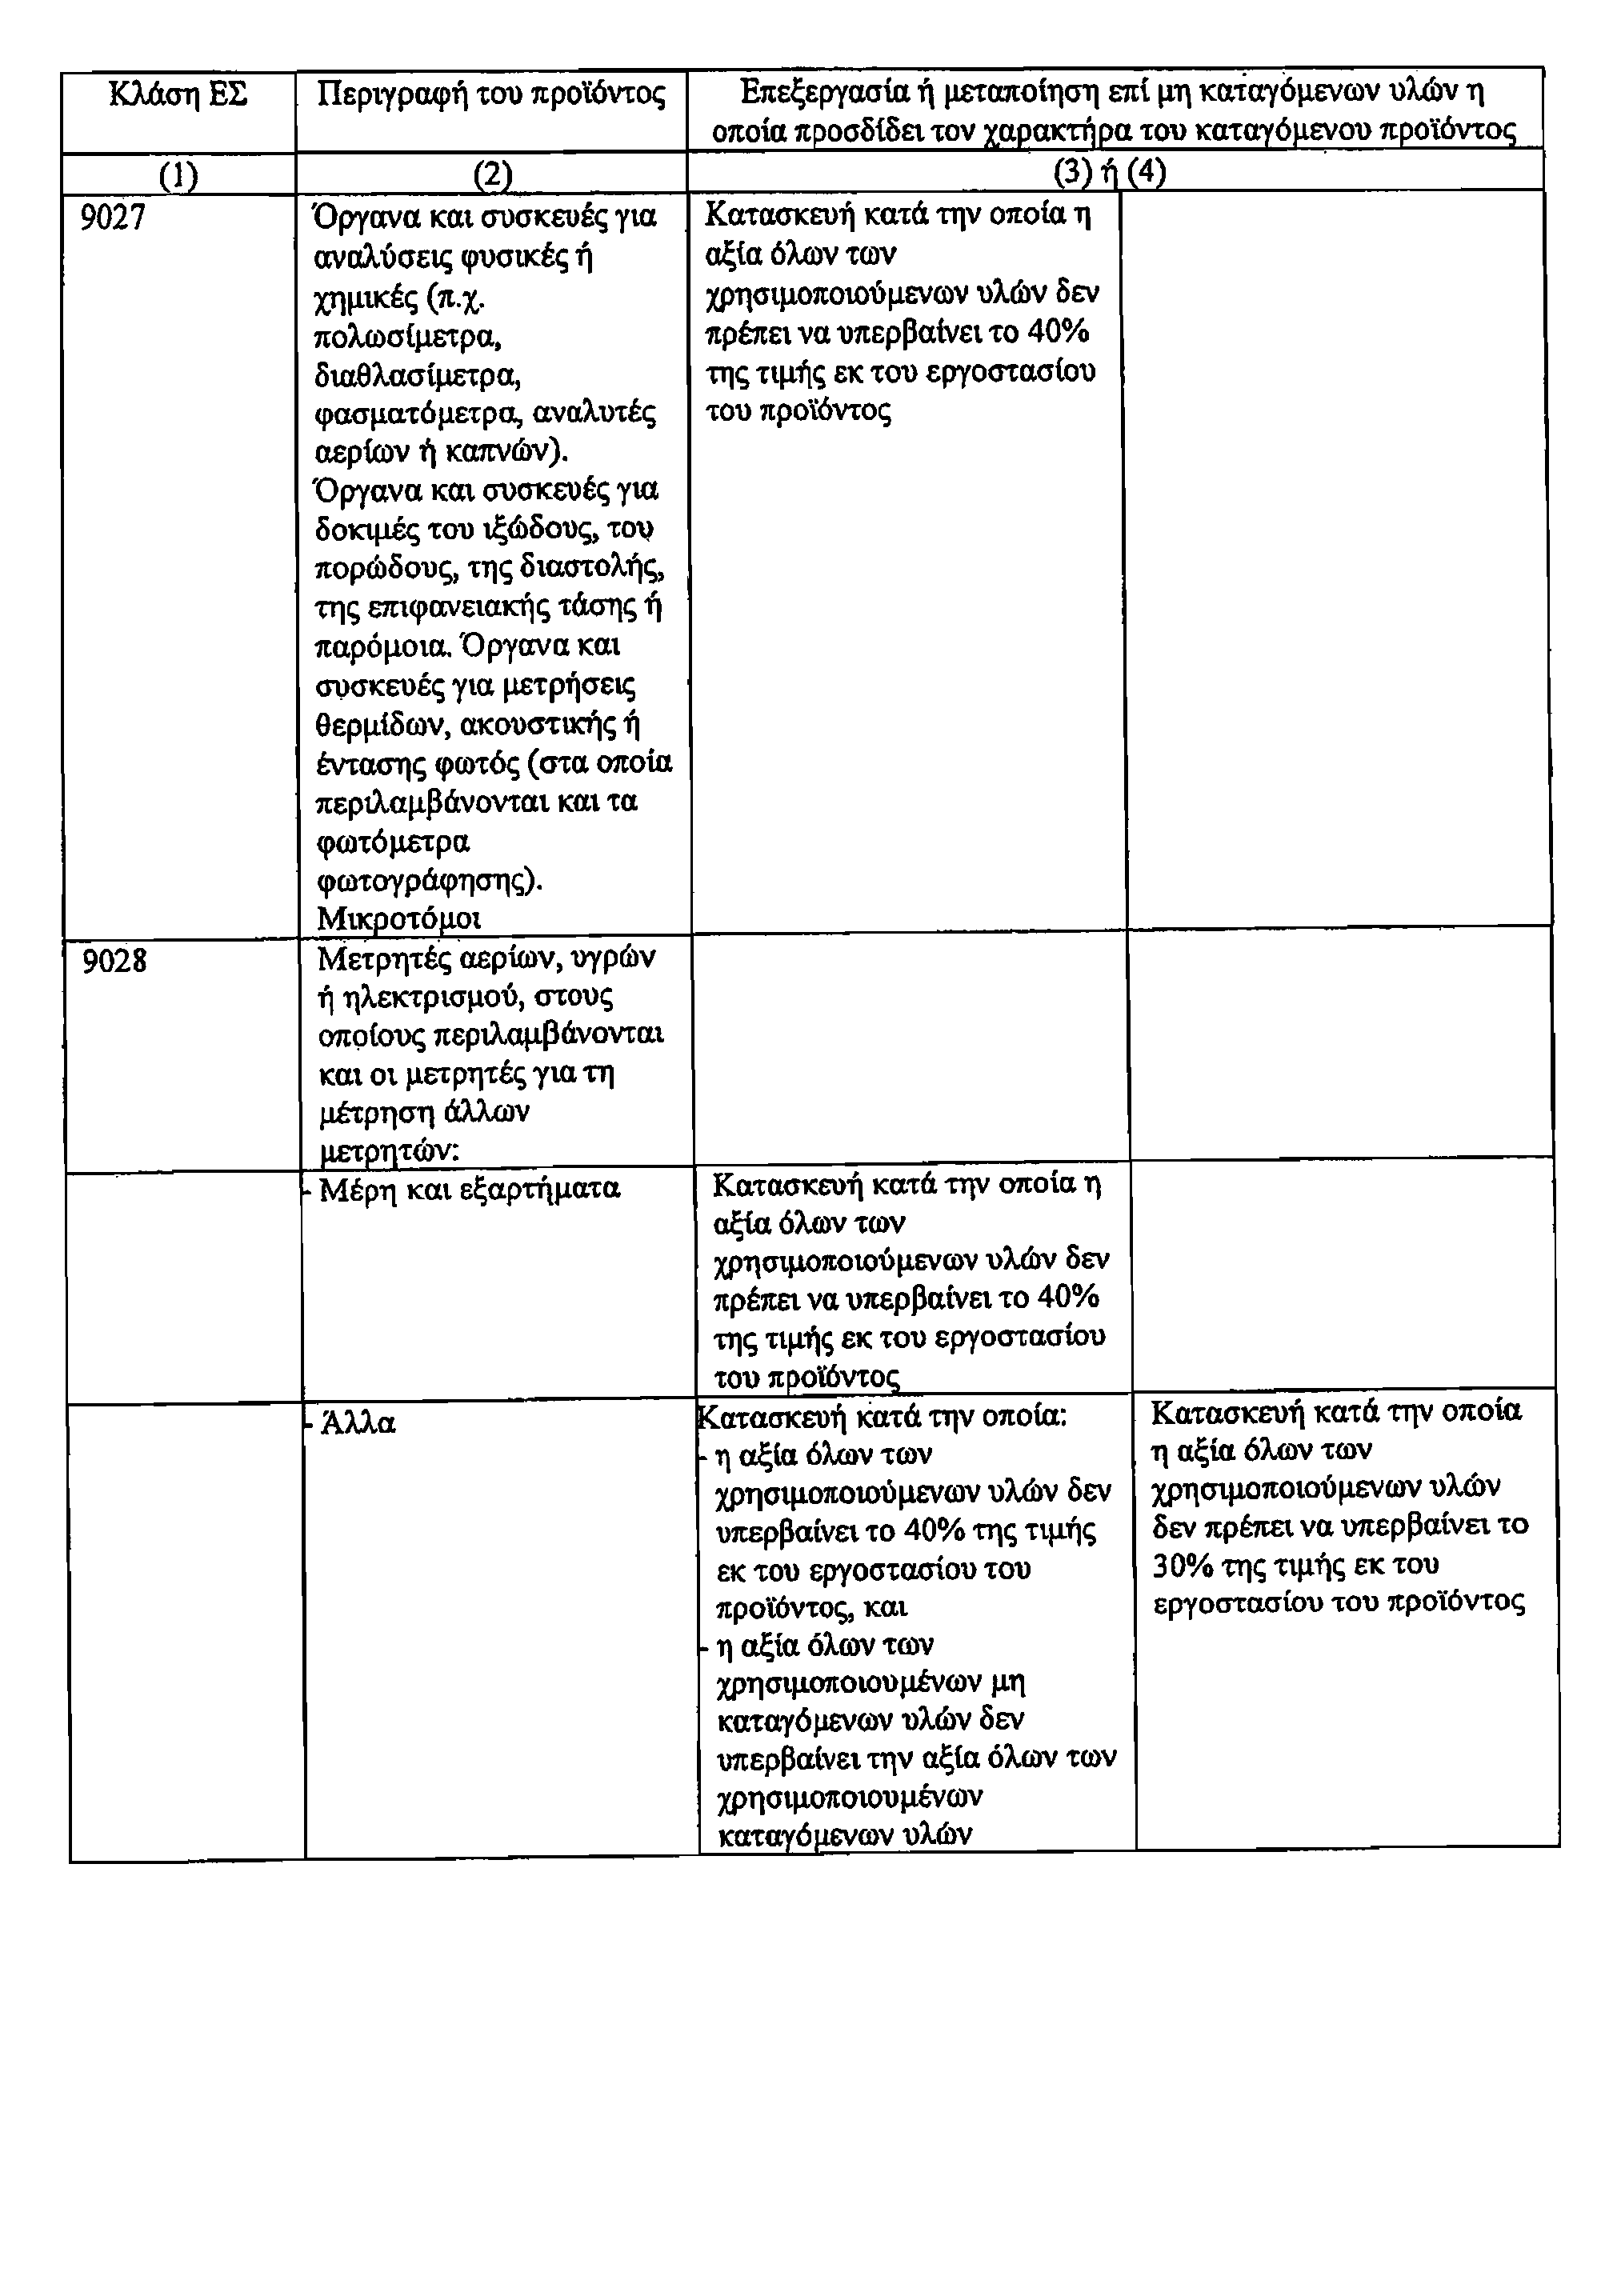 Κλάση ΕΣ
Περιγραφή του προϊόντος
Επεξεργασία ή μεταποίηση επί μη καταγόμενων υλών η
οποία προσδίδει τον χαρακτήρα του καταγόμενου προϊόντος
(1)
(2)
(3) ή (4)
9027
Όργανα και συσκευές για
αναλύσεις φυσικές ή
χημικές (π.χ.
πολωσίμετρα,
διαθλασίμετρα,
φασματόμετρα, αναλυτές
αερίων ή καπνών).
Όργανα και συσκευές για
δοκιμές του ιξώδους, του
πορώδους, της διαστολής,
της επιφανειακής τάσης ή
παρόμοια. Όργανα και
συσκευές για μετρήσεις
θερμίδων, ακουστικής ή
έντασης φωτός (στα οποία
περιλαμβάνονται και τα
φωτόμετρα
φωτογράφησης).
Μικροτόμοι
Κατασκευή κατά την οποία η
αξία όλων των
χρησιμοποιούμενων υλών δεν
πρέπει να υπερβαίνει το 40%
της τιμής εκ του εργοστασίου
του προϊόντος
9028
Μετρητές αερίων, υγρών
ή ηλεκτρισμού, στους
οποίους περιλαμβάνονται
και οι μετρητές για τη
μέτρηση άλλων
μετρητών:
- Μέρη και εξαρτήματα
Κατασκευή κατά την οποία η
αξία όλων των
χρησιμοποιούμενων υλών δεν
πρέπει να υπερβαίνει το 40%
της τιμής εκ του εργοστασίου
του προϊόντος
- Άλλα
Κατασκευή κατά την οποία:
- η αξία όλων των
χρησιμοποιούμενων υλών δεν
υπερβαίνει το 40% της τιμής
εκ του εργοστασίου του
προϊόντος, και
- η αξία όλων των
χρησιμοποιουμένων μη
καταγόμενων υλών δεν
υπερβαίνει την αξία όλων των
χρησιμοποιουμένων
καταγόμενων υλών
Κατασκευή κατά την οποία
η αξία όλων των
χρησιμοποιούμενων υλών
δεν πρέπει να υπερβαίνει το
30% της τιμής εκ του
εργοστασίου του προϊόντος